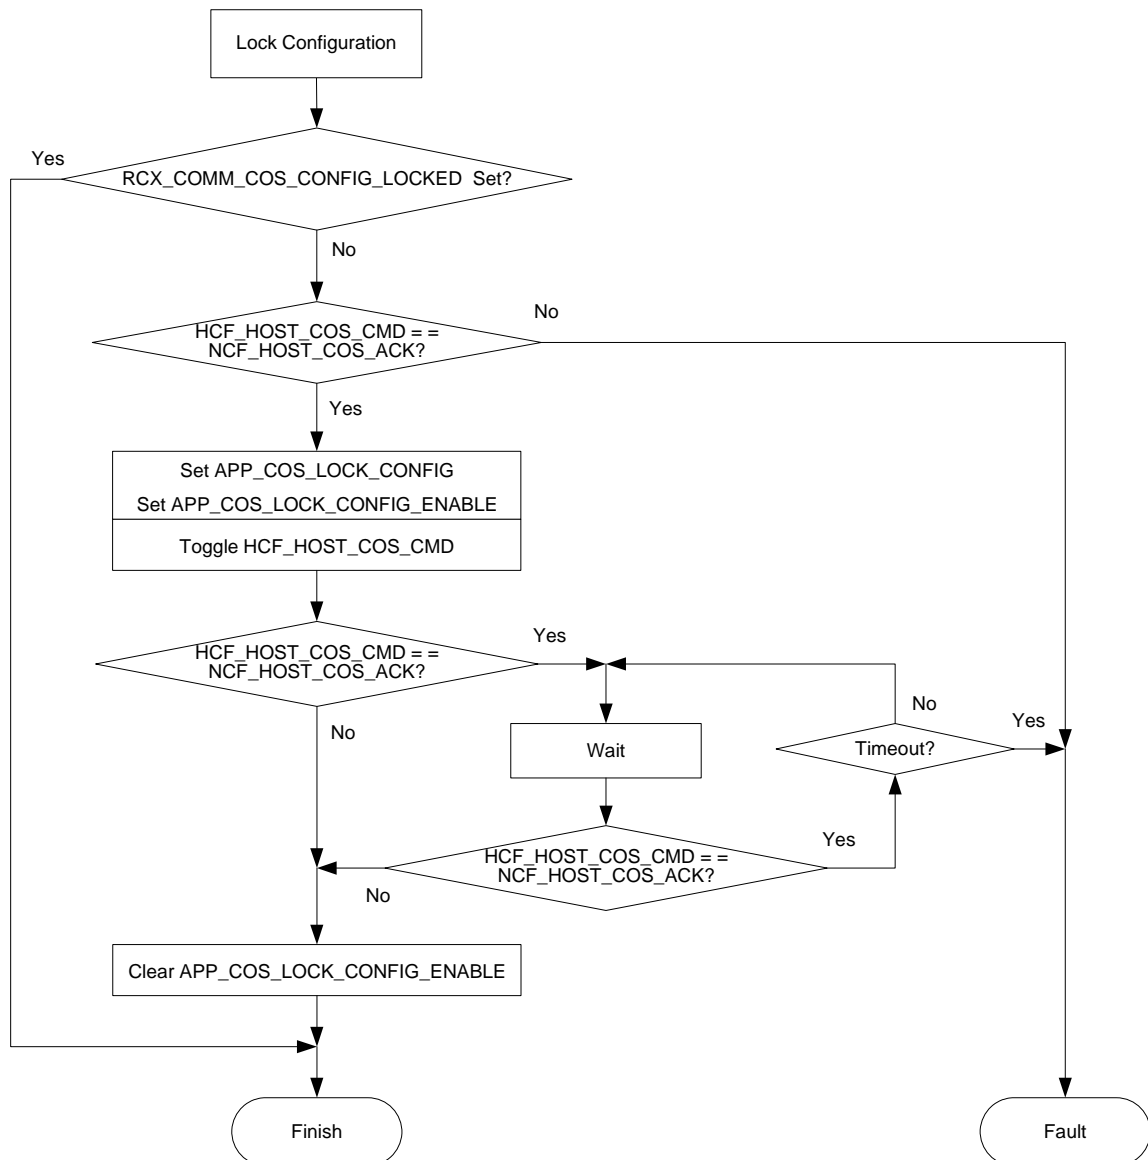 Lock Configuration
Yes
RCX_COMM_COS_CONFIG_LOCKED Set?
No
No
HCF_HOST_COS_CMD = =
NCF_HOST_COS_ACK?
Yes
Set APP_COS_LOCK_CONFIG
Set APP_COS_LOCK_CONFIG_ENABLE
Toggle HCF_HOST_COS_CMD
Yes
HCF_HOST_COS_CMD = =
NCF_HOST_COS_ACK?
No
No
Yes
Wait
Timeout?
Yes
HCF_HOST_COS_CMD = =
NCF_HOST_COS_ACK?
No
Clear APP_COS_LOCK_CONFIG_ENABLE
Finish
Fault